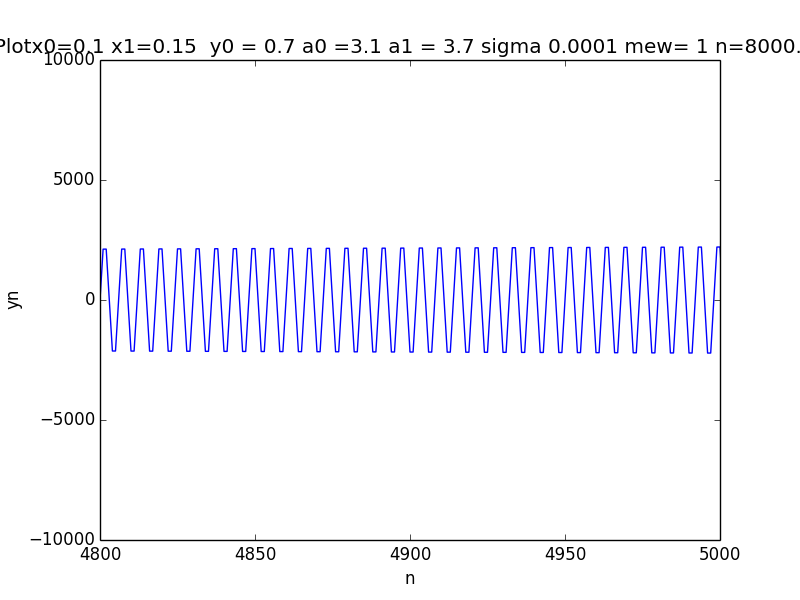 Plotx0=0.1 x1=0.15  y0 = 0.7 a0 =3.1 a1 = 3.7 sigma 0.0001 mew= 1 n=8000.
10000
5000
0
−5000
−10000
yn
4800 4850 4900 4950 5000
n